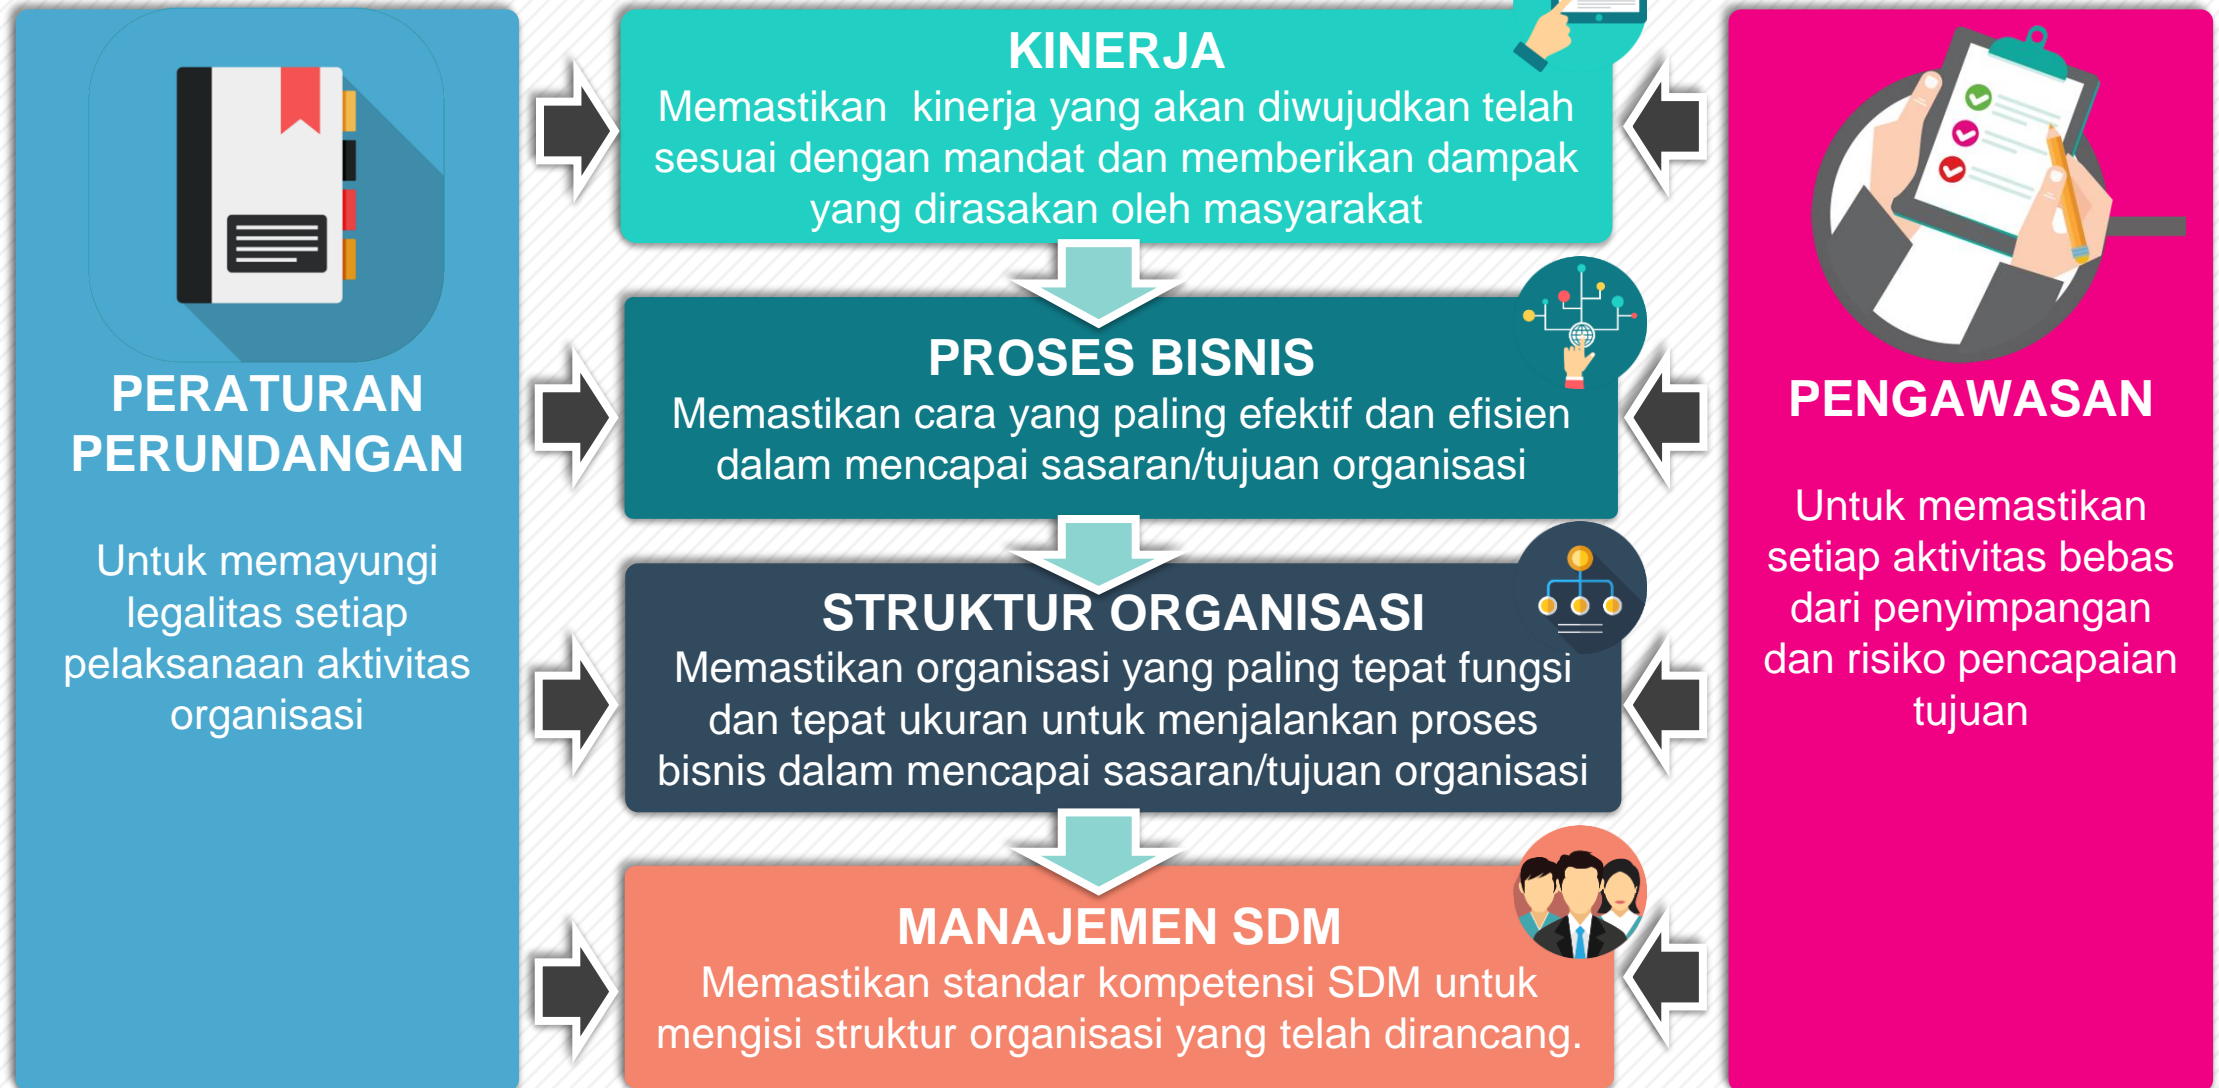 PERATURAN
PERUNDANGAN
Untuk memayungi
legalitas setiap
pelaksanaan aktivitas
organisasi
KINERJA
Memastikan  kinerja yang akan diwujudkan telah
sesuai dengan mandat dan memberikan dampak
yang dirasakan oleh masyarakat
PROSES BISNIS
Memastikan cara yang paling efektif dan efisien
dalam mencapai sasaran/tujuan organisasi
STRUKTUR ORGANISASI
Memastikan organisasi yang paling tepat fungsi
dan tepat ukuran untuk menjalankan proses
bisnis dalam mencapai sasaran/tujuan organisasi
MANAJEMEN SDM
Memastikan standar kompetensi SDM untuk
mengisi struktur organisasi yang telah dirancang.
PENGAWASAN
Untuk memastikan
setiap aktivitas bebas
dari penyimpangan
dan risiko pencapaian
tujuan